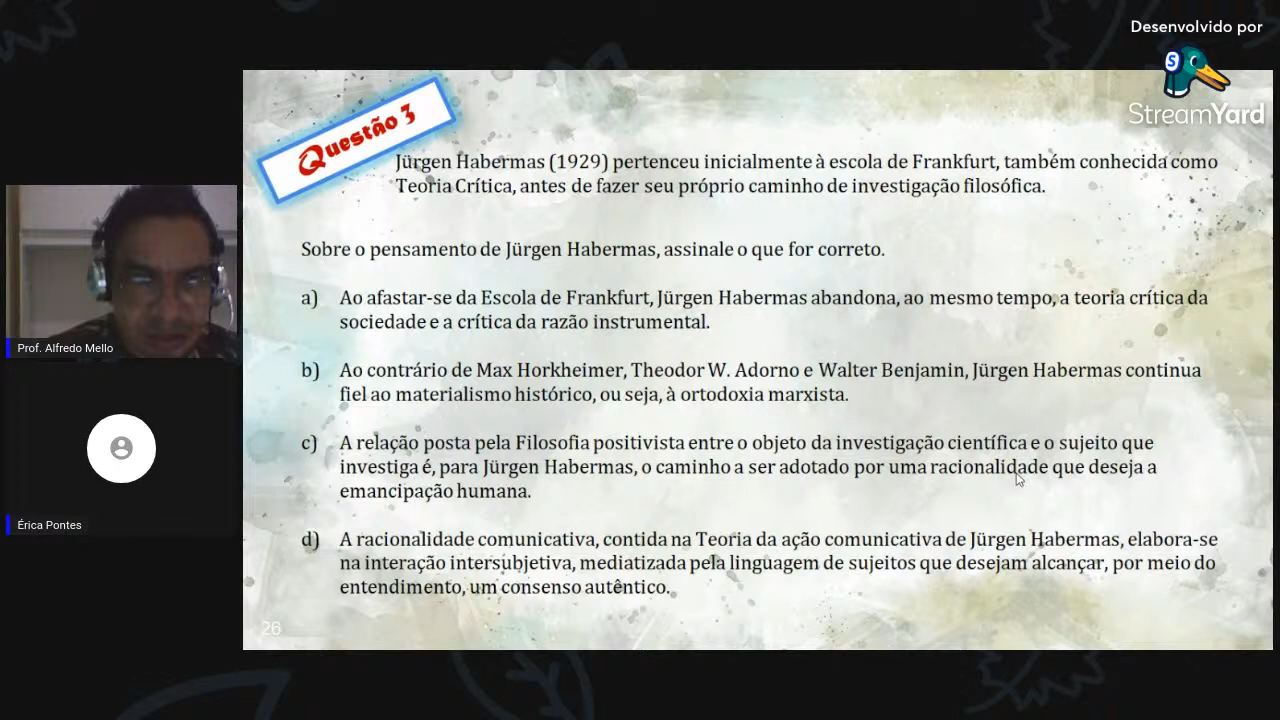 Desenvolvido por
StreamYard
Questão 3
Jürgen Habermas (1929) pertenceu inicialmente à escola de Frankfurt, também conhecida como
Teoria Crítica, antes de fazer seu próprio caminho de investigação filosófica.
Sobre o pensamento de Jürgen Habermas, assinale o que for correto.
a) Ao afastar-se da Escola de Frankfurt, Jürgen Habermas abandona, ao mesmo tempo, a teoria crítica da
sociedade e a crítica da razão instrumental.
b) Ao contrário de Max Horkheimer, Theodor W. Adorno e Walter Benjamin, Jürgen Habermas continua
fiel ao materialismo histórico, ou seja, à ortodoxia marxista.
c) A relação posta pela Filosofia positivista entre o objeto da investigação científica e o sujeito que
investiga é, para Jürgen Habermas, o caminho a ser adotado por uma racionalidade que deseja a
emancipação humana.
d) A racionalidade comunicativa, contida na Teoria da ação comunicativa de Jürgen Habermas, elabora-se
na interação intersubjetiva, mediatizada pela linguagem de sujeitos que desejam alcançar, por meio do
entendimento, um consenso autêntico.
26
Prof. Alfredo Mello
Érica Pontes